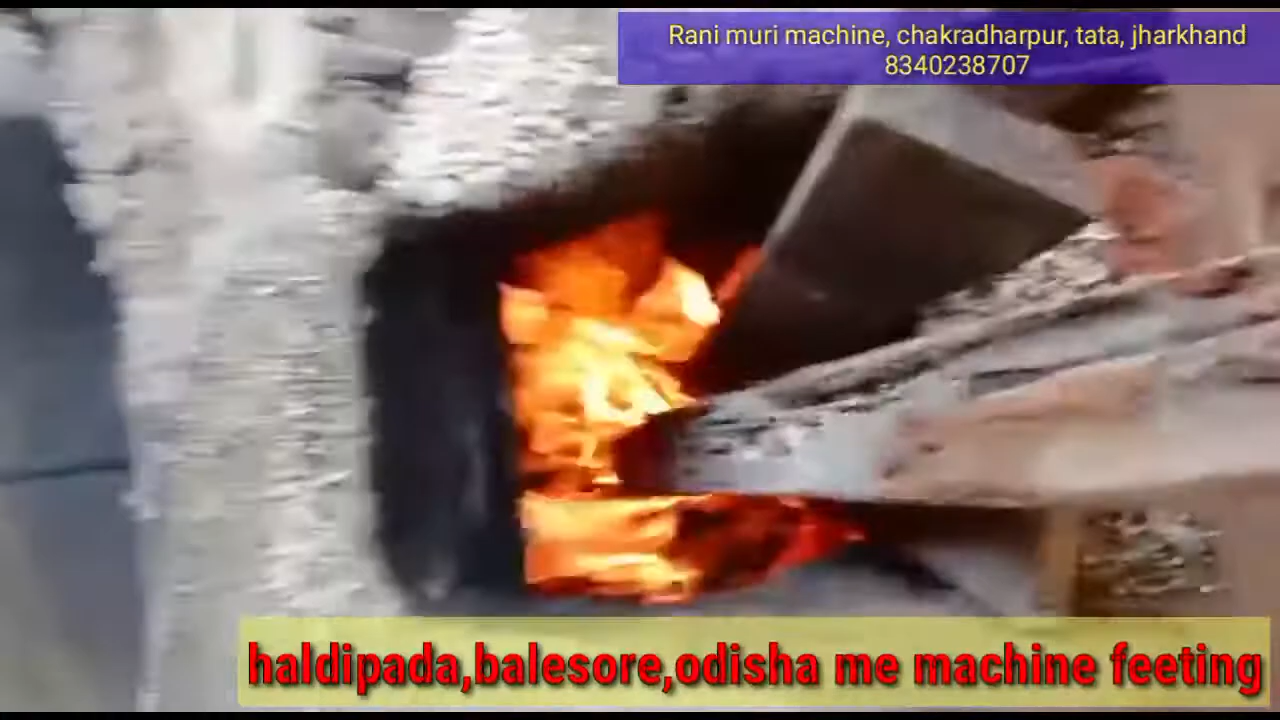 Rani muri machine, chakradharpur, tata, jharkhand
8340238707
haldipada,balesore,odisha me machine feeting